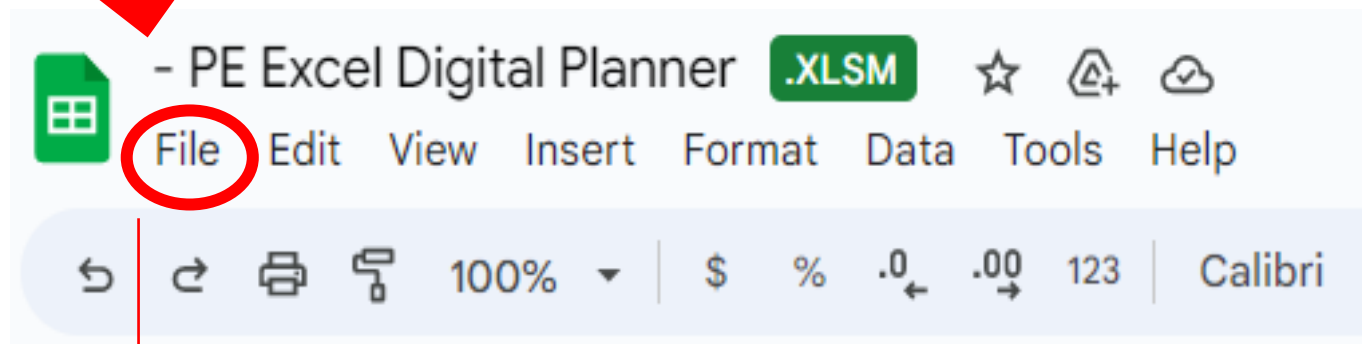 - PE Excel Digital Planner .XLSM
File Edit View Insert Format Data Tools Help
100% $ % .0 .00 123 Calibri